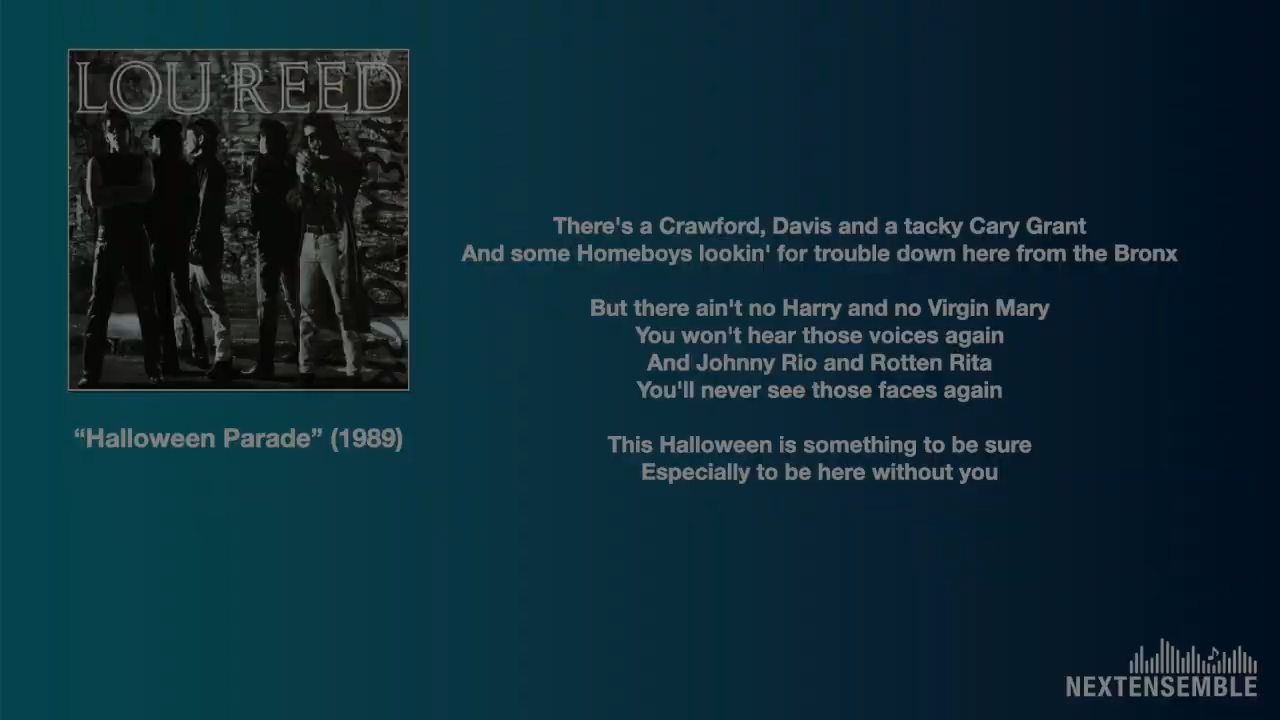 LOU REED
There's a Crawford, Davis and a tacky Cary Grant
And some Homeboys lookin' for trouble down here from the Bronx
But there ain't no Harry and no Virgin Mary
You won't hear those voices again
And Johnny Rio and Rotten Rita
You'll never see those faces again
This Halloween is something to be sure
Especially to be here without you
“Halloween Parade” (1989)
NEXTENSEMBLE